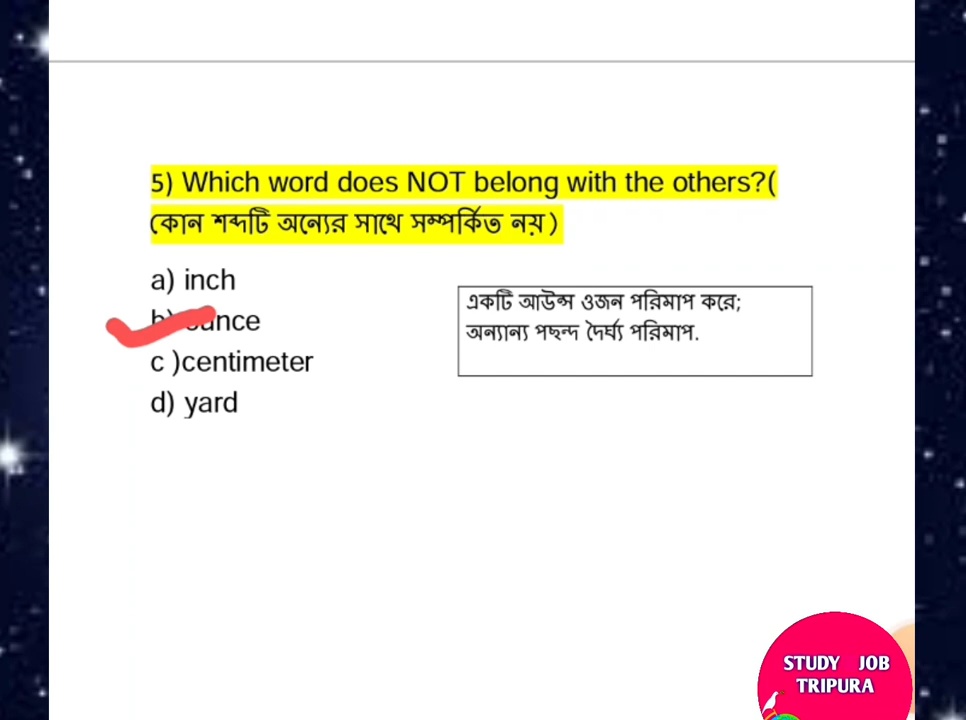 5) Which word does NOT belong with the others?(
কোন শব্দটি অন্যের সাথে সম্পর্কিত নয়)
a) inch
b) ounce
c )centimeter
d) yard
একটি আউন্স ওজন পরিমাপ করে;
অন্যান্য পছন্দ দৈর্ঘ্য পরিমাপ.
STUDY JOB
TRIPURA